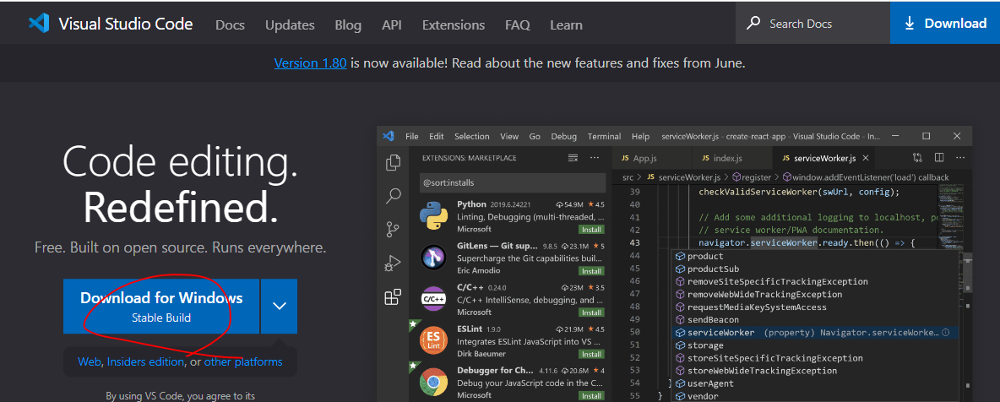 Visual Studio Code Docs Updates Blog API Extensions FAQ Learn Search Docs Download
Version 1.80 is now available! Read about the new features and fixes from June.
Code editing.
Redefined.
Free. Built on open source. Runs everywhere.
Download for Windows
Stable Build
Web, Insiders edition, or other platforms
By using VS Code, you agree to its
File Edit Selection View Go Debug Terminal Help serviceWorker.js - create-react-app - Visual Studio Code - In...
EXTENSIONS: MARKETPLACE
@sort:installs
Python 2019.6.24221 54.9M 4.5
Linting, Debugging (multi-threaded, ...
Microsoft Install
GitLens — Git sup... 9.8.5 23.1M 5
Supercharge the Git capabilities buil...
Eric Amodio Install
C/C++ 0.24.0 23M 3.5
C/C++ IntelliSense, debugging, and ...
Microsoft Install
ESLint 1.9.0 21.9M 4.5
Integrates ESLint JavaScript into VS ...
Dirk Baeumer Install
Debugger for Ch... 4.11.6 20.6M 4
Debug your JavaScript code in the C...
Microsoft Install
JS App.js JS index.js JS serviceWorker.js
src > JS serviceWorker.js > register > window.addEventListener('load') callback
39 checkValidServiceWorker(swUrl, config);
40
41 // Add some additional logging to localhost, po
42 // service worker/PWA documentation.
43 navigator.serviceWorker.ready.then(() => {
44 product
45 productSub
46 removeSiteSpecificTrackingException
47 removeWebWideTrackingException
48 requestMediaKeySystemAccess
49 sendBeacon
50 serviceWorker (property) Navigator.serviceWorke...
51 storage
52 storeSiteSpecificTrackingException
53 storeWebWideTrackingException
54 } userAgent
55 } vendor